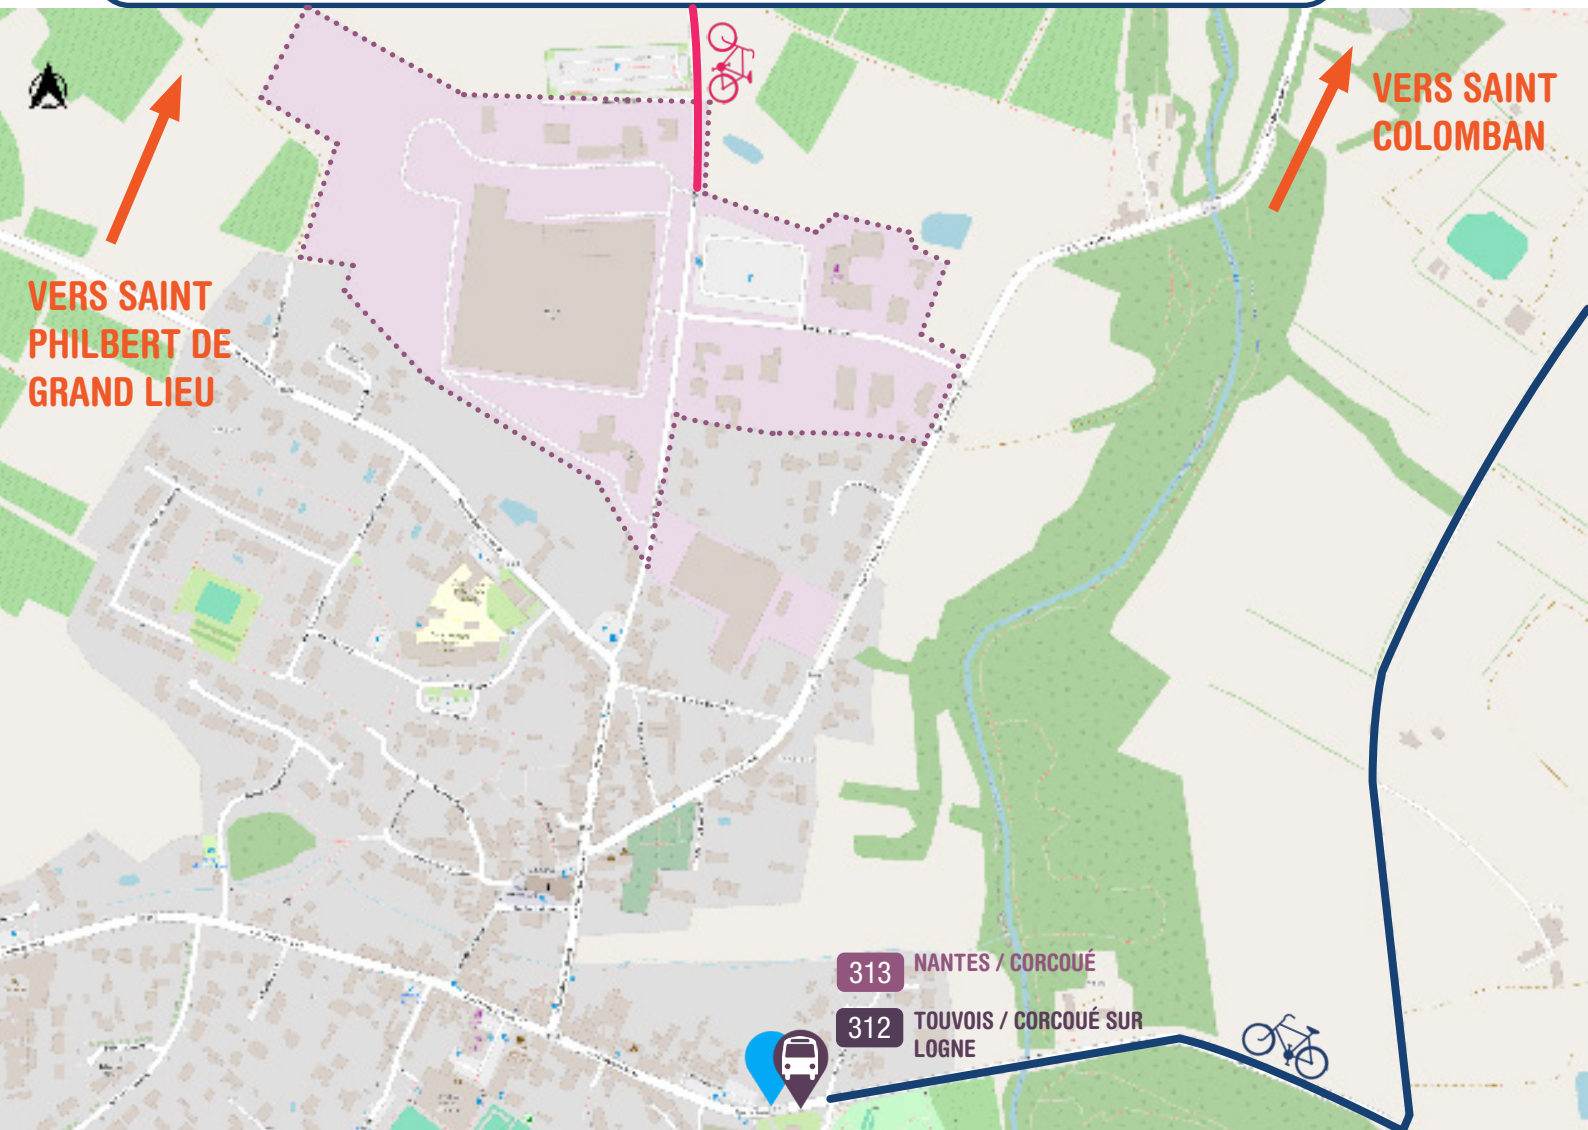 VERS SAINT
COLOMBAN
VERS SAINT
PHILBERT DE
GRAND LIEU
313 NANTES / CORCOUÉ
312 TOUVOIS / CORCOUÉ SUR
LOGNE